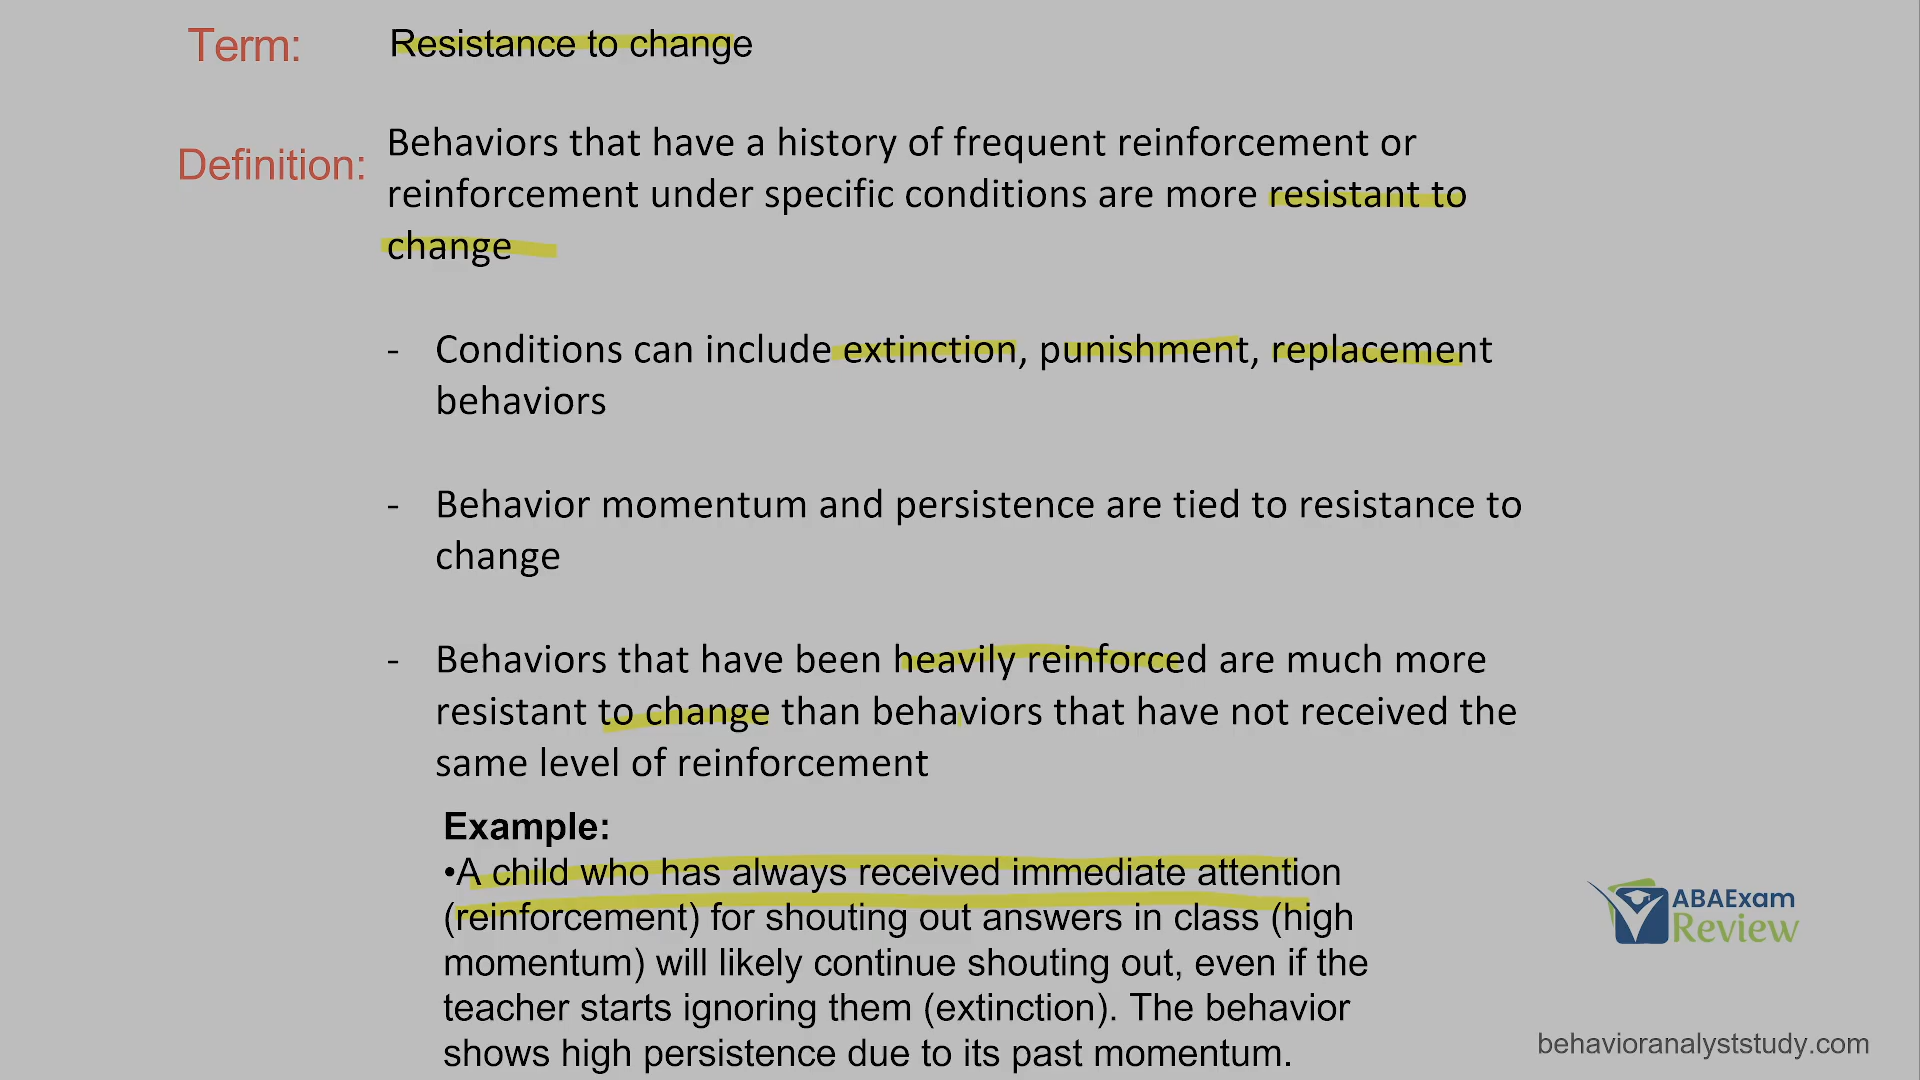 Term: Resistance to change
Definition: Behaviors that have a history of frequent reinforcement or
reinforcement under specific conditions are more resistant to
change
- Conditions can include extinction, punishment, replacement
behaviors
- Behavior momentum and persistence are tied to resistance to
change
- Behaviors that have been heavily reinforced are much more
resistant to change than behaviors that have not received the
same level of reinforcement
Example:
•A child who has always received immediate attention
(reinforcement) for shouting out answers in class (high
momentum) will likely continue shouting out, even if the
teacher starts ignoring them (extinction). The behavior
shows high persistence due to its past momentum.
ABAExam
Review
behavioranalyststudy.com